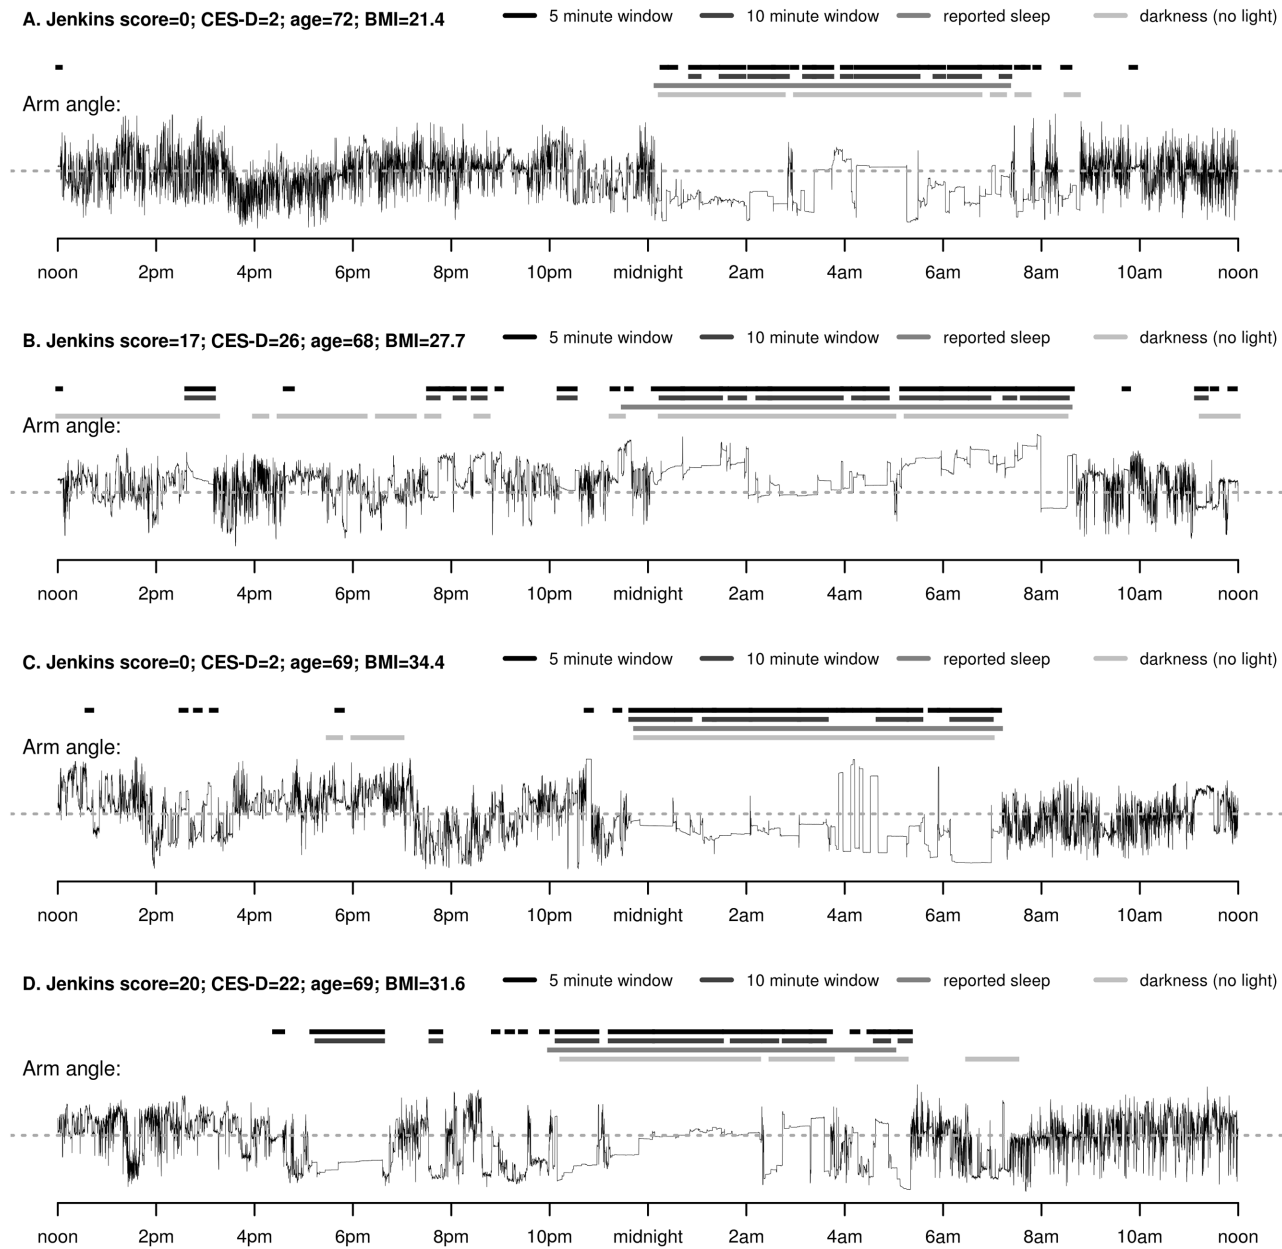 A. Jenkins score=0; CES-D=2; age=72; BMI=21.4 5 minute window 10 minute window reported sleep darkness (no light)
Arm angle:
noon 2pm 4pm 6pm 8pm 10pm midnight 2am 4am 6am 8am 10am noon
B. Jenkins score=17; CES-D=26; age=68; BMI=27.7 5 minute window 10 minute window reported sleep darkness (no light)
Arm angle:
noon 2pm 4pm 6pm 8pm 10pm midnight 2am 4am 6am 8am 10am noon
C. Jenkins score=0; CES-D=2; age=69; BMI=34.4 5 minute window 10 minute window reported sleep darkness (no light)
Arm angle:
noon 2pm 4pm 6pm 8pm 10pm midnight 2am 4am 6am 8am 10am noon
D. Jenkins score=20; CES-D=22; age=69; BMI=31.6 5 minute window 10 minute window reported sleep darkness (no light)
Arm angle:
noon 2pm 4pm 6pm 8pm 10pm midnight 2am 4am 6am 8am 10am noon